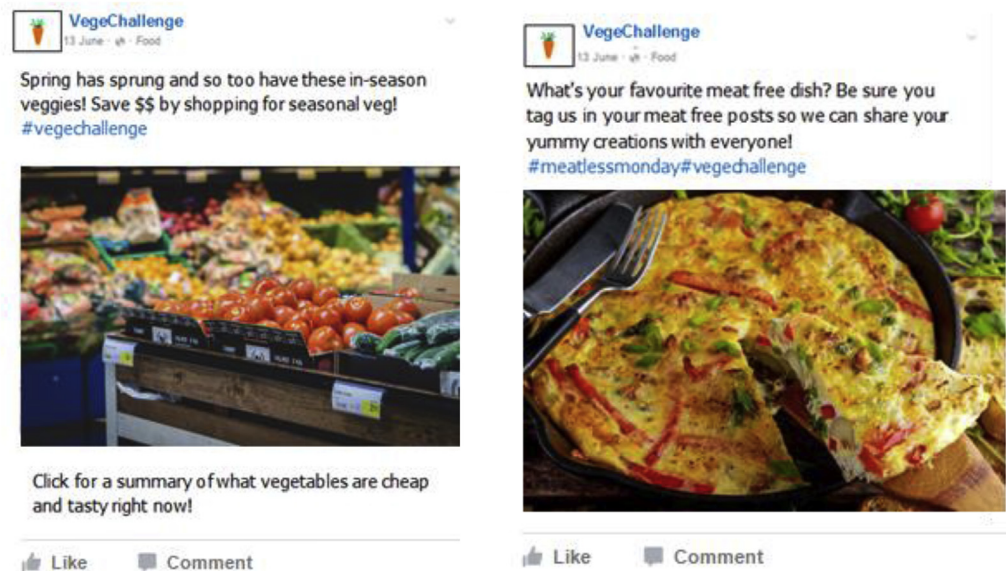 VegeChallenge
13 June · Food
Spring has sprung and so too have these in-season
veggies! Save $$ by shopping for seasonal veg!
#vegechallenge
Click for a summary of what vegetables are cheap
and tasty right now!
Like Comment
VegeChallenge
13 June · Food
What's your favourite meat free dish? Be sure you
tag us in your meat free posts so we can share your
yummy creations with everyone!
#meatlessmonday#vegechallenge
Like Comment